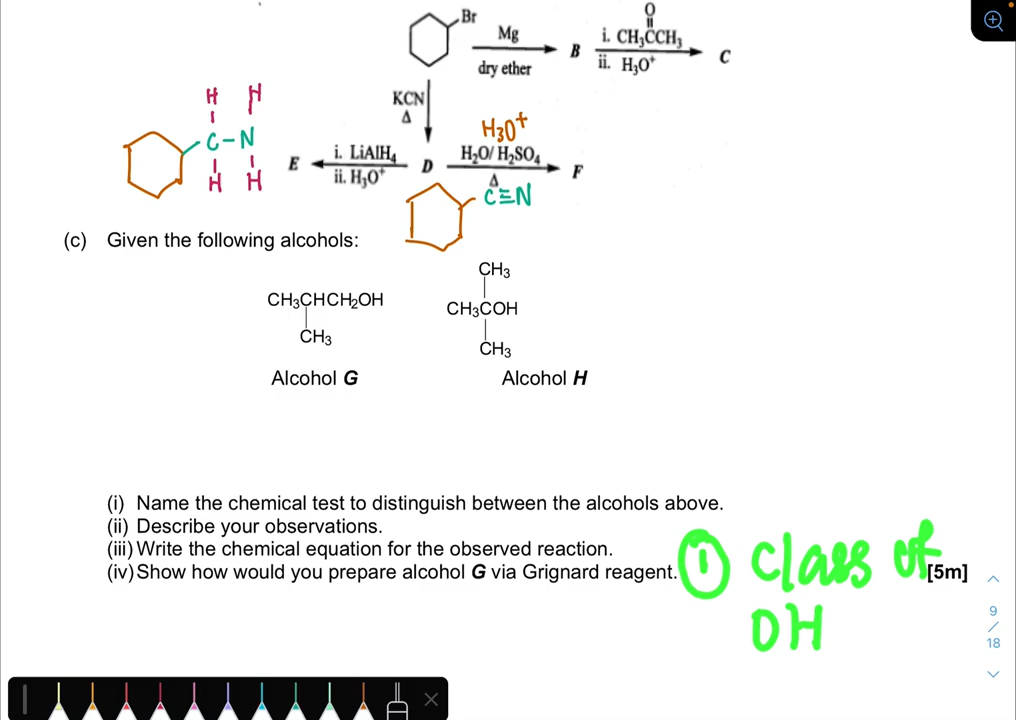 Br
Mg
dry ether
B
O
i. CH₃CCH₃
ii. H₃O⁺
C
KCN
Δ
H H
C-N
H H
E
i. LiAlH₄
ii. H₃O⁺
D
H₃O⁺
H₂O/ H₂SO₄
Δ
F
C≡N
(c) Given the following alcohols:
CH₃CHCH₂OH
CH₃
Alcohol G
CH₃
CH₃COH
CH₃
Alcohol H
(i) Name the chemical test to distinguish between the alcohols above.
(ii) Describe your observations.
(iii) Write the chemical equation for the observed reaction.
(iv) Show how would you prepare alcohol G via Grignard reagent.
[5m]
① class of
OH
9
/
18